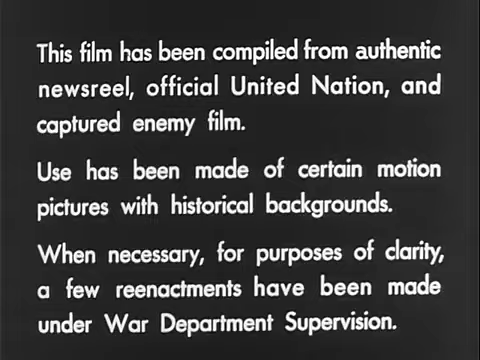 This film has been compiled from authentic
newsreel, official United Nation, and
captured enemy film.
Use has been made of certain motion
pictures with historical backgrounds.
When necessary, for purposes of clarity,
a few reenactments have been made
under War Department Supervision.